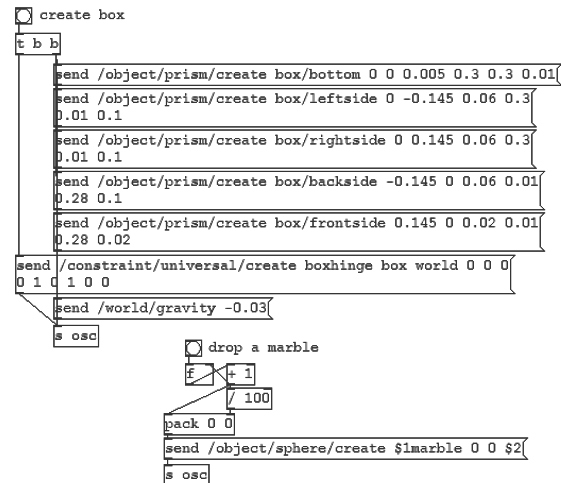 create box
t b b
send /object/prism/create box/bottom 0 0 0.005 0.3 0.3 0.01
send /object/prism/create box/leftside 0 -0.145 0.06 0.3
0.01 0.1
send /object/prism/create box/rightside 0 0.145 0.06 0.3
0.01 0.1
send /object/prism/create box/backside -0.145 0 0.06 0.01
0.28 0.1
send /object/prism/create box/frontside 0.145 0 0.02 0.01
0.28 0.02
send /constraint/universal/create boxhinge box world 0 0 0
0 1 0 1 0 0
send /world/gravity -0.03
s osc
drop a marble
f
+ 1
/ 100
pack 0 0
send /object/sphere/create $1marble 0 0 $2
s osc